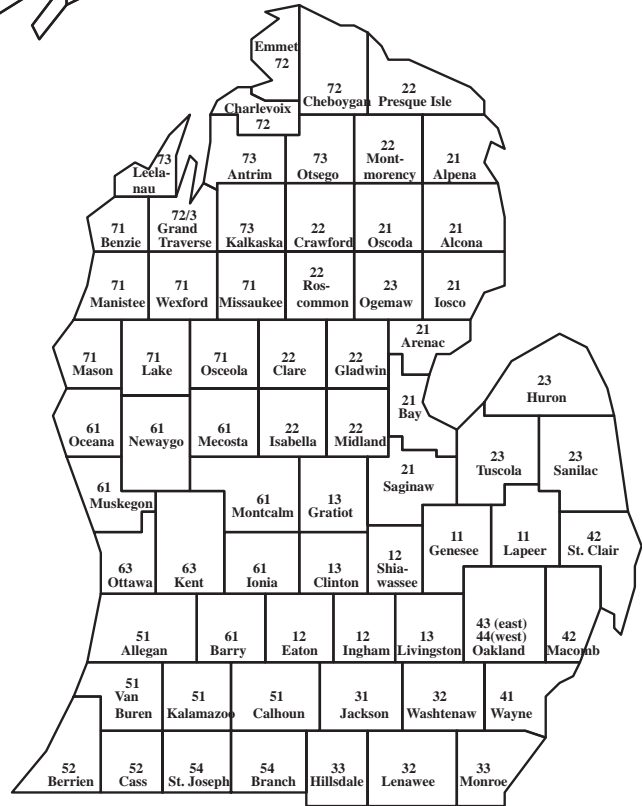 Emmet
72
72
Cheboygan
22
Presque Isle
Charlevoix
72
73
Leela-
nau
73
Antrim
73
Otsego
22
Mont-
morency
21
Alpena
71
Benzie
72/3
Grand
Traverse
73
Kalkaska
22
Crawford
21
Oscoda
21
Alcona
71
Manistee
71
Wexford
71
Missaukee
22
Ros-
common
23
Ogemaw
21
Iosco
71
Mason
71
Lake
71
Osceola
22
Clare
22
Gladwin
21
Arenac
23
Huron
61
Oceana
61
Newaygo
61
Mecosta
22
Isabella
22
Midland
21
Bay
23
Tuscola
23
Sanilac
61
Muskegon
61
Montcalm
13
Gratiot
21
Saginaw
63
Ottawa
63
Kent
61
Ionia
13
Clinton
12
Shia-
wassee
11
Genesee
11
Lapeer
42
St. Clair
51
Allegan
61
Barry
12
Eaton
12
Ingham
13
Livingston
43 (east)
44(west)
Oakland
42
Macomb
51
Van
Buren
51
Kalamazoo
51
Calhoun
31
Jackson
32
Washtenaw
41
Wayne
52
Berrien
52
Cass
54
St. Joseph
54
Branch
33
Hillsdale
32
Lenawee
33
Monroe